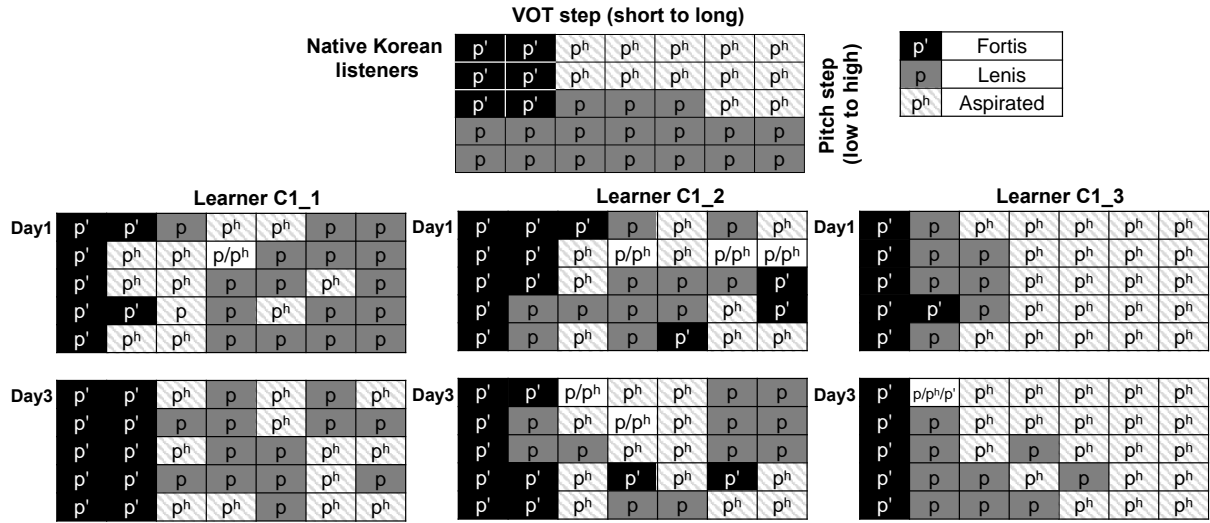 VOT step (short to long)
Native Korean listeners
p' p' pʰ pʰ pʰ pʰ pʰ
p' p' pʰ pʰ pʰ pʰ pʰ
p' p' p p p pʰ pʰ
p p p p p p p
p p p p p p p
Pitch step
(low to high)
p' Fortis
p Lenis
pʰ Aspirated
Learner C1_1
Day1 p' p' p pʰ pʰ p p
p' pʰ pʰ p/pʰ p p p
p' pʰ pʰ p p pʰ p
p' p' p p pʰ p p
p' pʰ pʰ p p p p
Day3 p' p' pʰ p pʰ p pʰ
p' p' p p pʰ p p
p' p' pʰ p p pʰ pʰ
p' p' p p p pʰ p
p' p' pʰ pʰ p pʰ pʰ
Learner C1_2
Day1 p' p' p' p pʰ p pʰ
p' p' pʰ p/pʰ pʰ p/pʰ p/pʰ
p' p' pʰ p p p p'
p' p p p p pʰ p'
p' p pʰ p p' pʰ pʰ
Day3 p' p' p/pʰ pʰ pʰ p p
p' p pʰ p/pʰ pʰ p p
p' p p pʰ pʰ p p
p' p' pʰ p' pʰ p' pʰ
p' p pʰ p p pʰ pʰ
Learner C1_3
Day1 p' p pʰ pʰ pʰ pʰ pʰ
p' p p pʰ pʰ pʰ pʰ
p' p p pʰ pʰ pʰ pʰ
p' p' p pʰ pʰ pʰ pʰ
p' p pʰ pʰ pʰ pʰ pʰ
Day3 p' p/pʰ/p' pʰ pʰ pʰ pʰ pʰ
p' p pʰ pʰ pʰ pʰ pʰ
p' p pʰ p pʰ pʰ pʰ
p' p p pʰ p pʰ pʰ
p' p p p pʰ pʰ pʰ